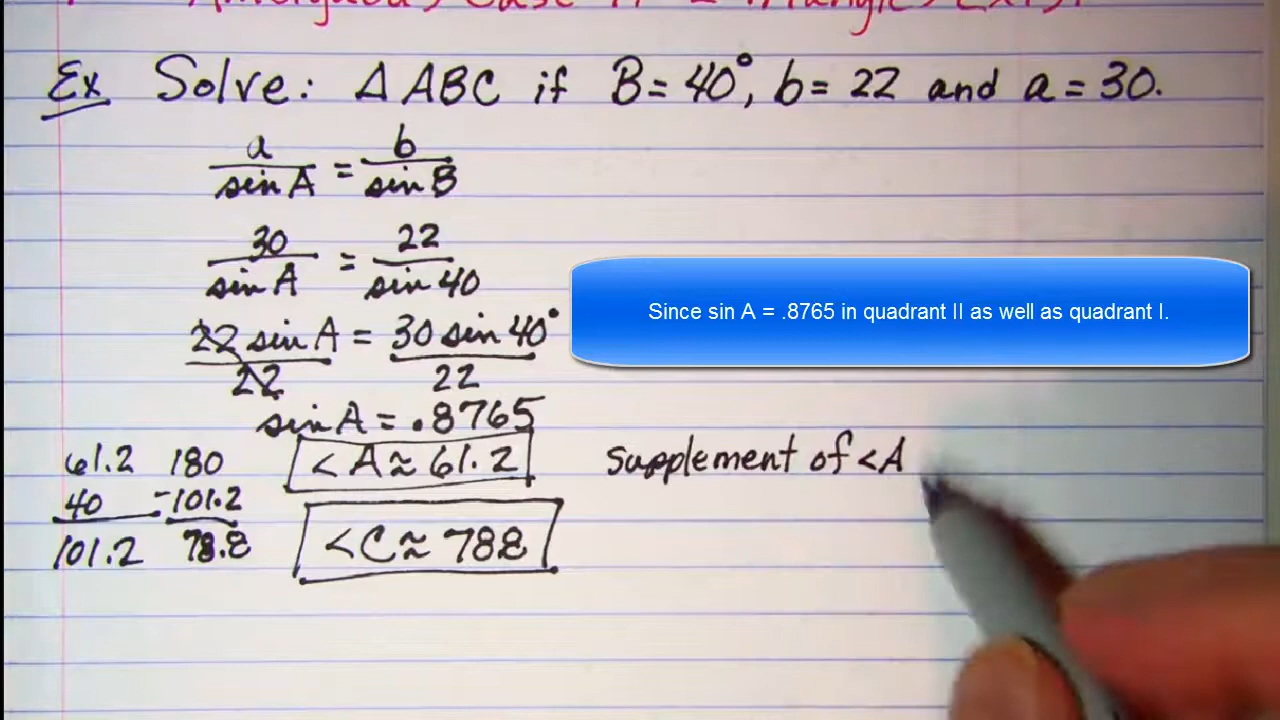 Ex Solve: △ ABC if B = 40°, b = 22 and a = 30.
a / sin A = b / sin B
30 / sin A = 22 / sin 40
22 sin A / 22 = 30 sin 40° / 22
Since sin A = .8765 in quadrant II as well as quadrant I.
sin A = .8765
61.2 180 <A ≈ 61.2 supplement of <A
40 -101.2
101.2 78.8 <C ≈ 78.8